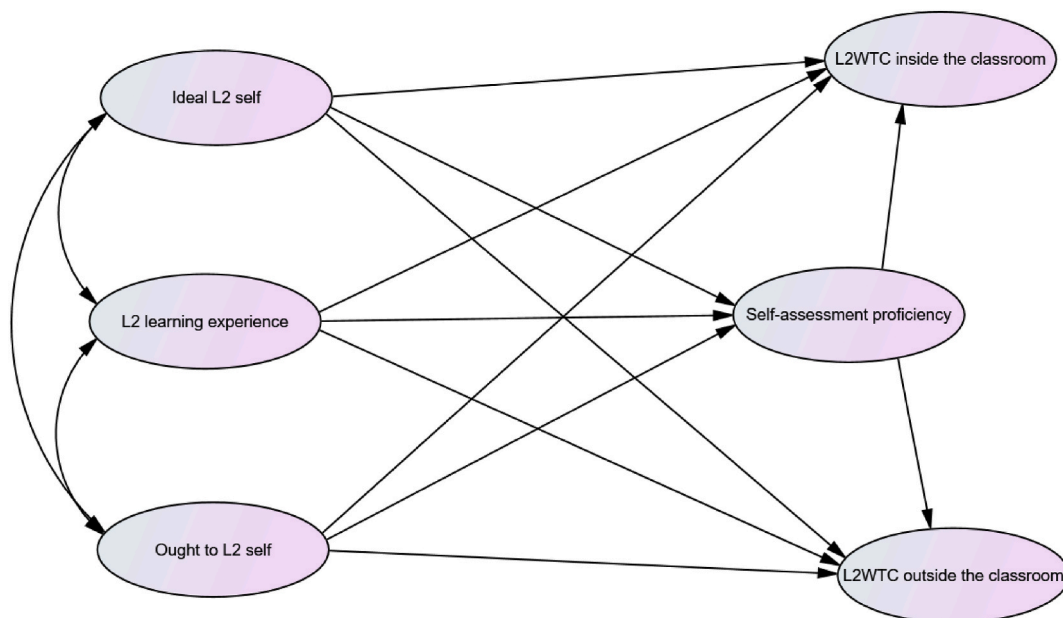 L2WTC inside the classroom
Ideal L2 self
Self-assessment proficiency
L2 learning experience
Ought to L2 self
L2WTC outside the classroom